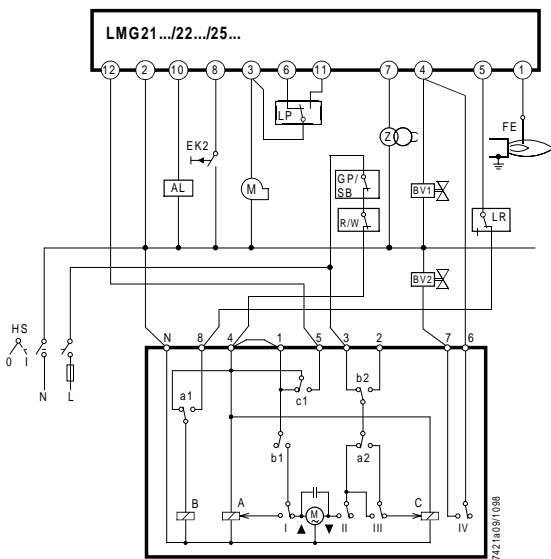 LMG21.../22.../25...
12 2 10 8 3 6 11 7 4 5 1
LP
FE
EK2
Z
GP/
SB
AL
M
BV1
R/W
LR
BV2
HS
0 I
N L
N 8 4 1 5 3 2 7 6
a1
c1
b2
b1
a2
B A I M II III C IV
~
7421a09/1098